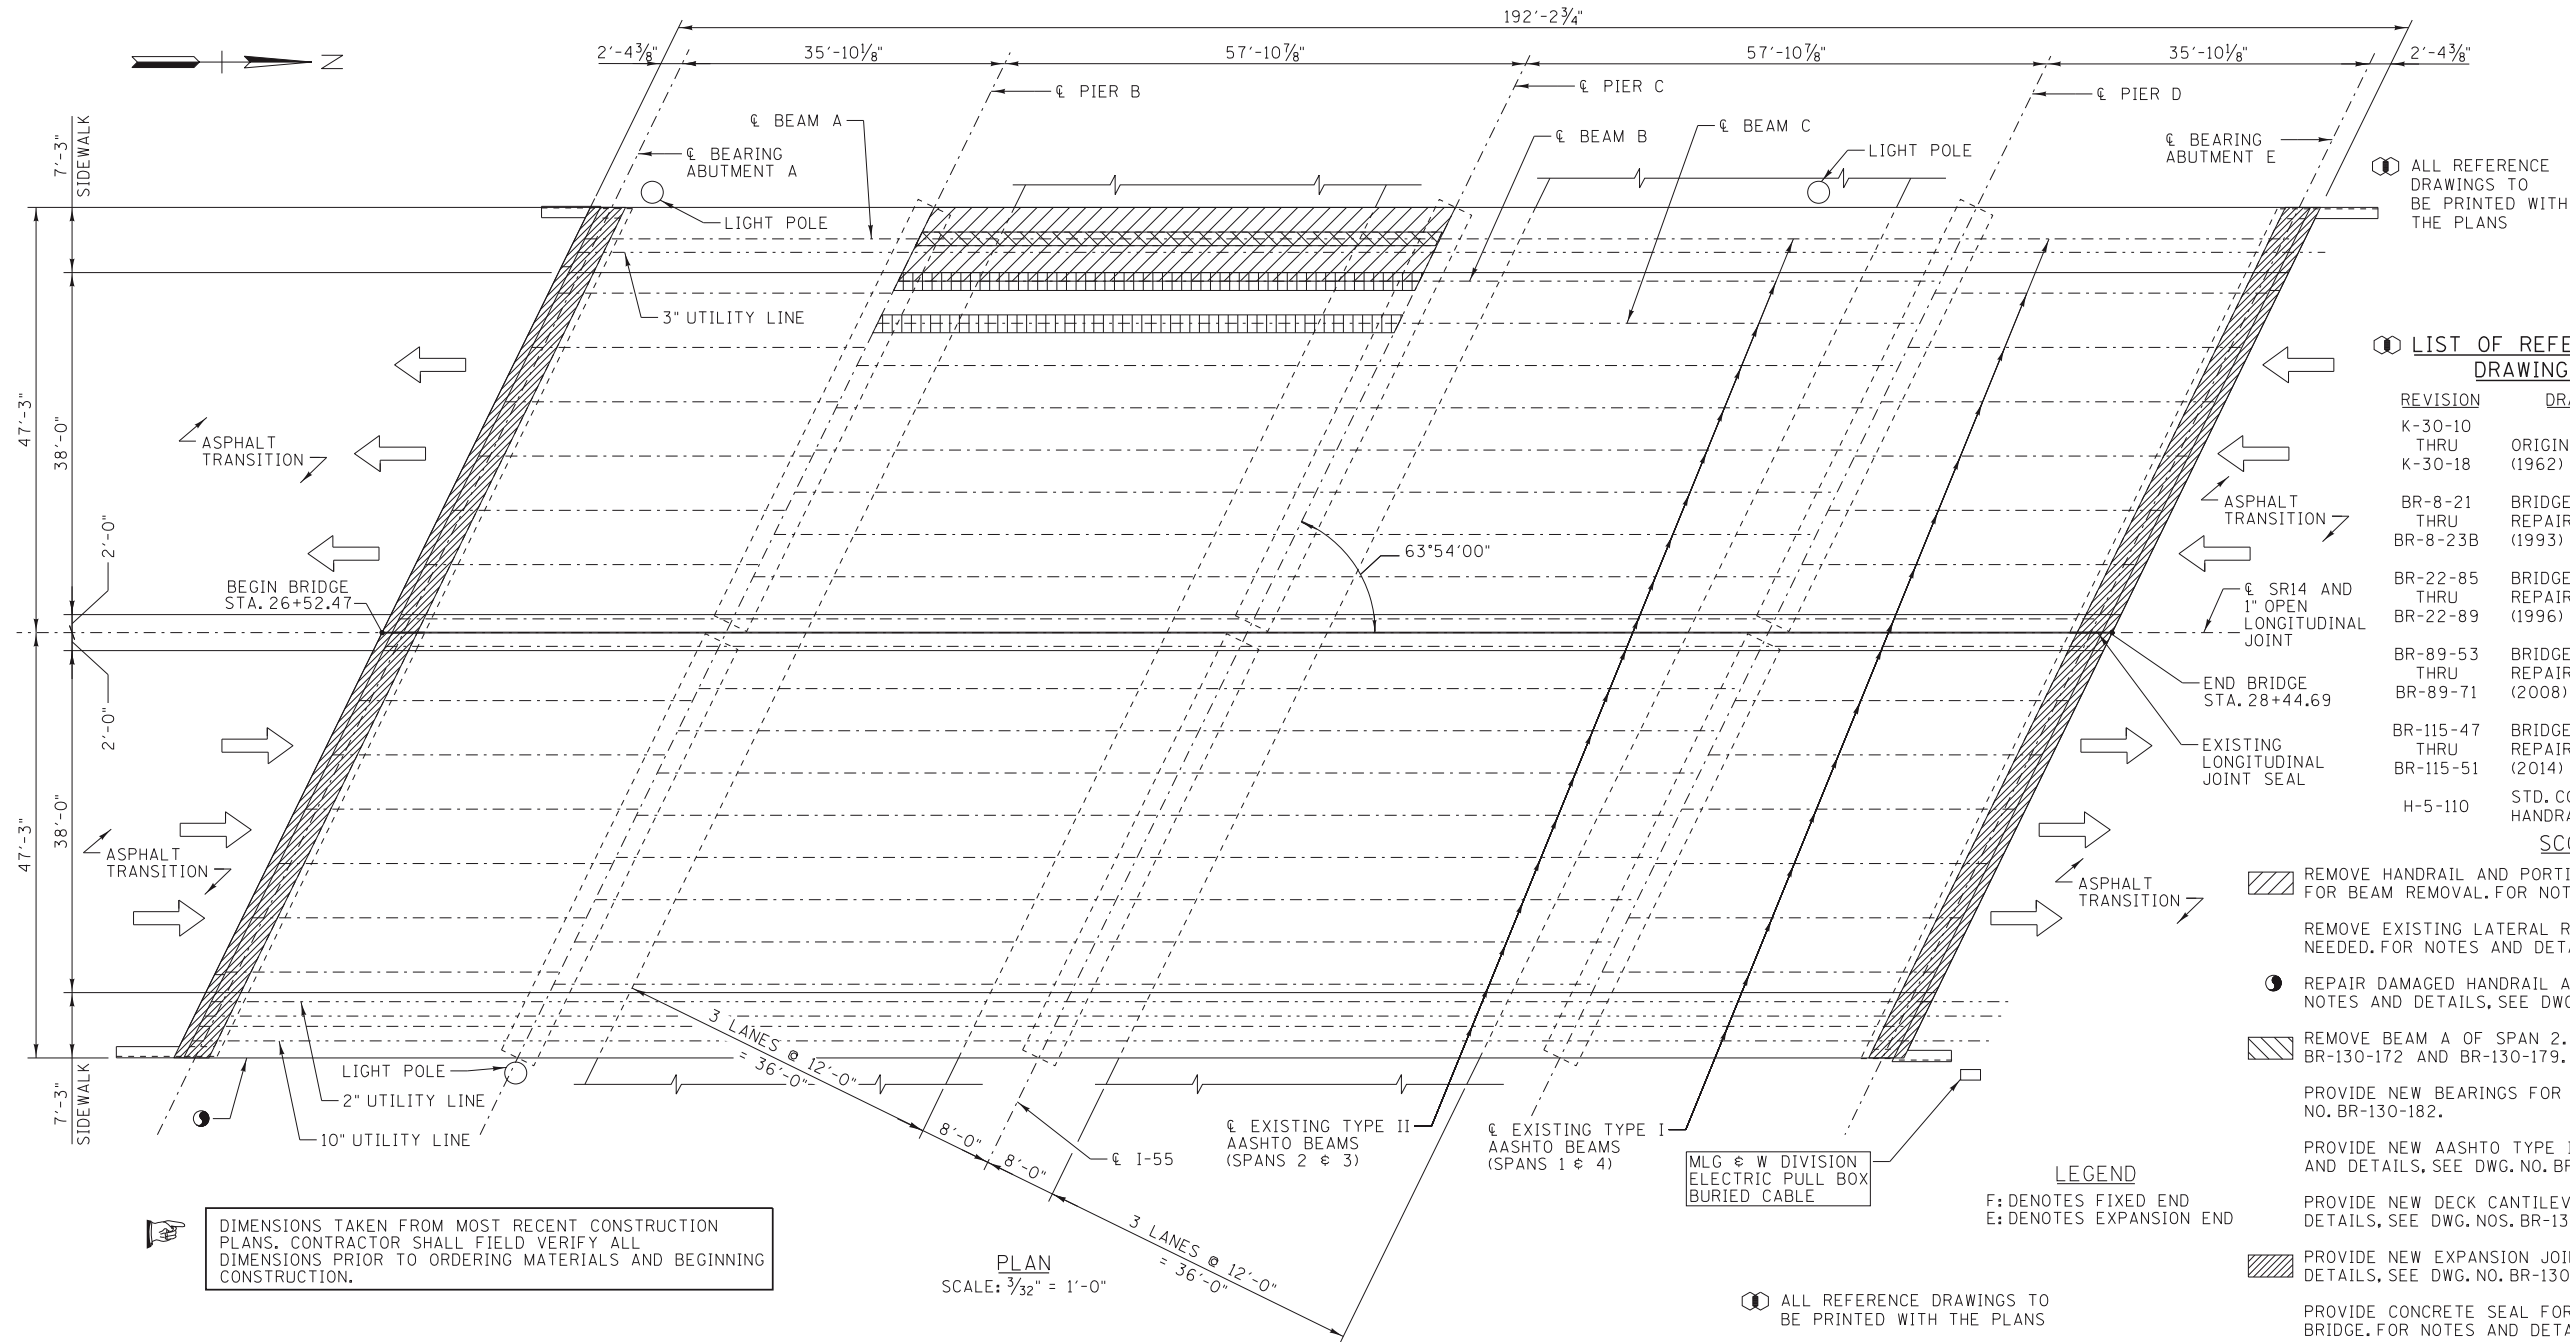 192'-2¾"
2'-4⅜"
35'-10⅛"
57'-10⅞"
57'-10⅞"
35'-10⅛"
2'-4⅜"
N
℄ PIER B
℄ PIER C
℄ PIER D
℄ BEAM A
℄ BEAM B
℄ BEAM C
LIGHT POLE
℄ BEARING
ABUTMENT A
℄ BEARING
ABUTMENT E
7'-3"
SIDEWALK
LIGHT POLE
3" UTILITY LINE
ALL REFERENCE
DRAWINGS TO
BE PRINTED WITH
THE PLANS
47'-3"
38'-0"
2'-0"
ASPHALT
TRANSITION
BEGIN BRIDGE
STA. 26+52.47
63°54'00"
ASPHALT
TRANSITION
℄ SR14 AND
1" OPEN
LONGITUDINAL
JOINT
END BRIDGE
STA. 28+44.69
EXISTING
LONGITUDINAL
JOINT SEAL
2'-0"
47'-3"
38'-0"
ASPHALT
TRANSITION
ASPHALT
TRANSITION
7'-3"
SIDEWALK
LIGHT POLE
2" UTILITY LINE
10" UTILITY LINE
3 LANES @ 12'-0"
= 36'-0"
8'-0"
8'-0"
℄ I-55
3 LANES @ 12'-0"
= 36'-0"
℄ EXISTING TYPE II
AASHTO BEAMS
(SPANS 2 & 3)
℄ EXISTING TYPE I
AASHTO BEAMS
(SPANS 1 & 4)
MLG & W DIVISION
ELECTRIC PULL BOX
BURIED CABLE
LEGEND
F: DENOTES FIXED END
E: DENOTES EXPANSION END
DIMENSIONS TAKEN FROM MOST RECENT CONSTRUCTION
PLANS. CONTRACTOR SHALL FIELD VERIFY ALL
DIMENSIONS PRIOR TO ORDERING MATERIALS AND BEGINNING
CONSTRUCTION.
PLAN
SCALE: 3/32" = 1'-0"
ALL REFERENCE DRAWINGS TO
BE PRINTED WITH THE PLANS
LIST OF REFE
DRAWING
REVISION DRA
K-30-10
THRU ORIGIN
K-30-18 (1962)
BR-8-21 BRIDGE
THRU REPAIR
BR-8-23B (1993)
BR-22-85 BRIDGE
THRU REPAIR
BR-22-89 (1996)
BR-89-53 BRIDGE
THRU REPAIR
BR-89-71 (2008)
BR-115-47 BRIDGE
THRU REPAIR
BR-115-51 (2014)
STD. CO
H-5-110
HANDRA
SCO
REMOVE HANDRAIL AND PORTI
FOR BEAM REMOVAL. FOR NOT
REMOVE EXISTING LATERAL R
NEEDED. FOR NOTES AND DETA
REPAIR DAMAGED HANDRAIL A
NOTES AND DETAILS, SEE DWG
REMOVE BEAM A OF SPAN 2.
BR-130-172 AND BR-130-179.
PROVIDE NEW BEARINGS FOR
NO. BR-130-182.
PROVIDE NEW AASHTO TYPE I
AND DETAILS, SEE DWG. NO. BR
PROVIDE NEW DECK CANTILEV
DETAILS, SEE DWG. NOS. BR-13
PROVIDE NEW EXPANSION JOI
DETAILS, SEE DWG. NO. BR-130
PROVIDE CONCRETE SEAL FOR
BRIDGE. FOR NOTES AND DETA